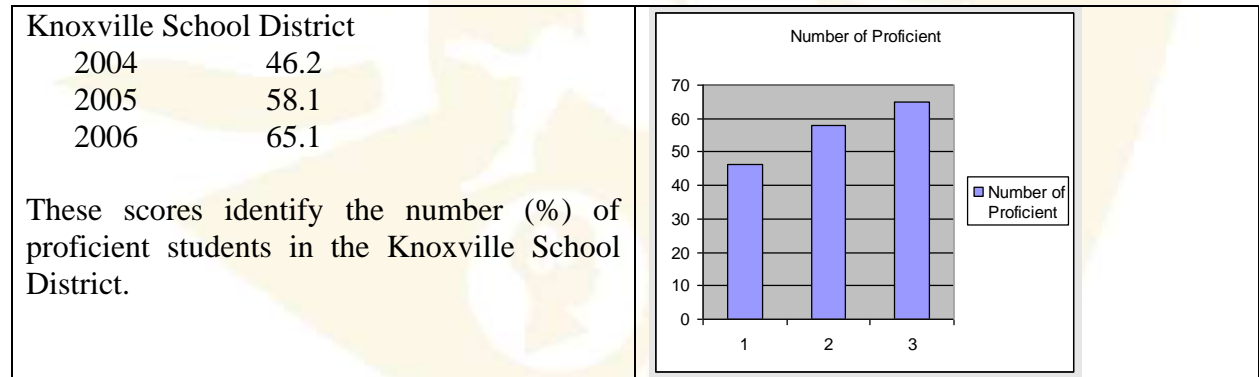 Knoxville School District
2004 46.2
2005 58.1
2006 65.1
These scores identify the number (%) of
proficient students in the Knoxville School
District.
Number of Proficient
70
60
50
40
30
20
10
0
1 2 3
Number of
Proficient